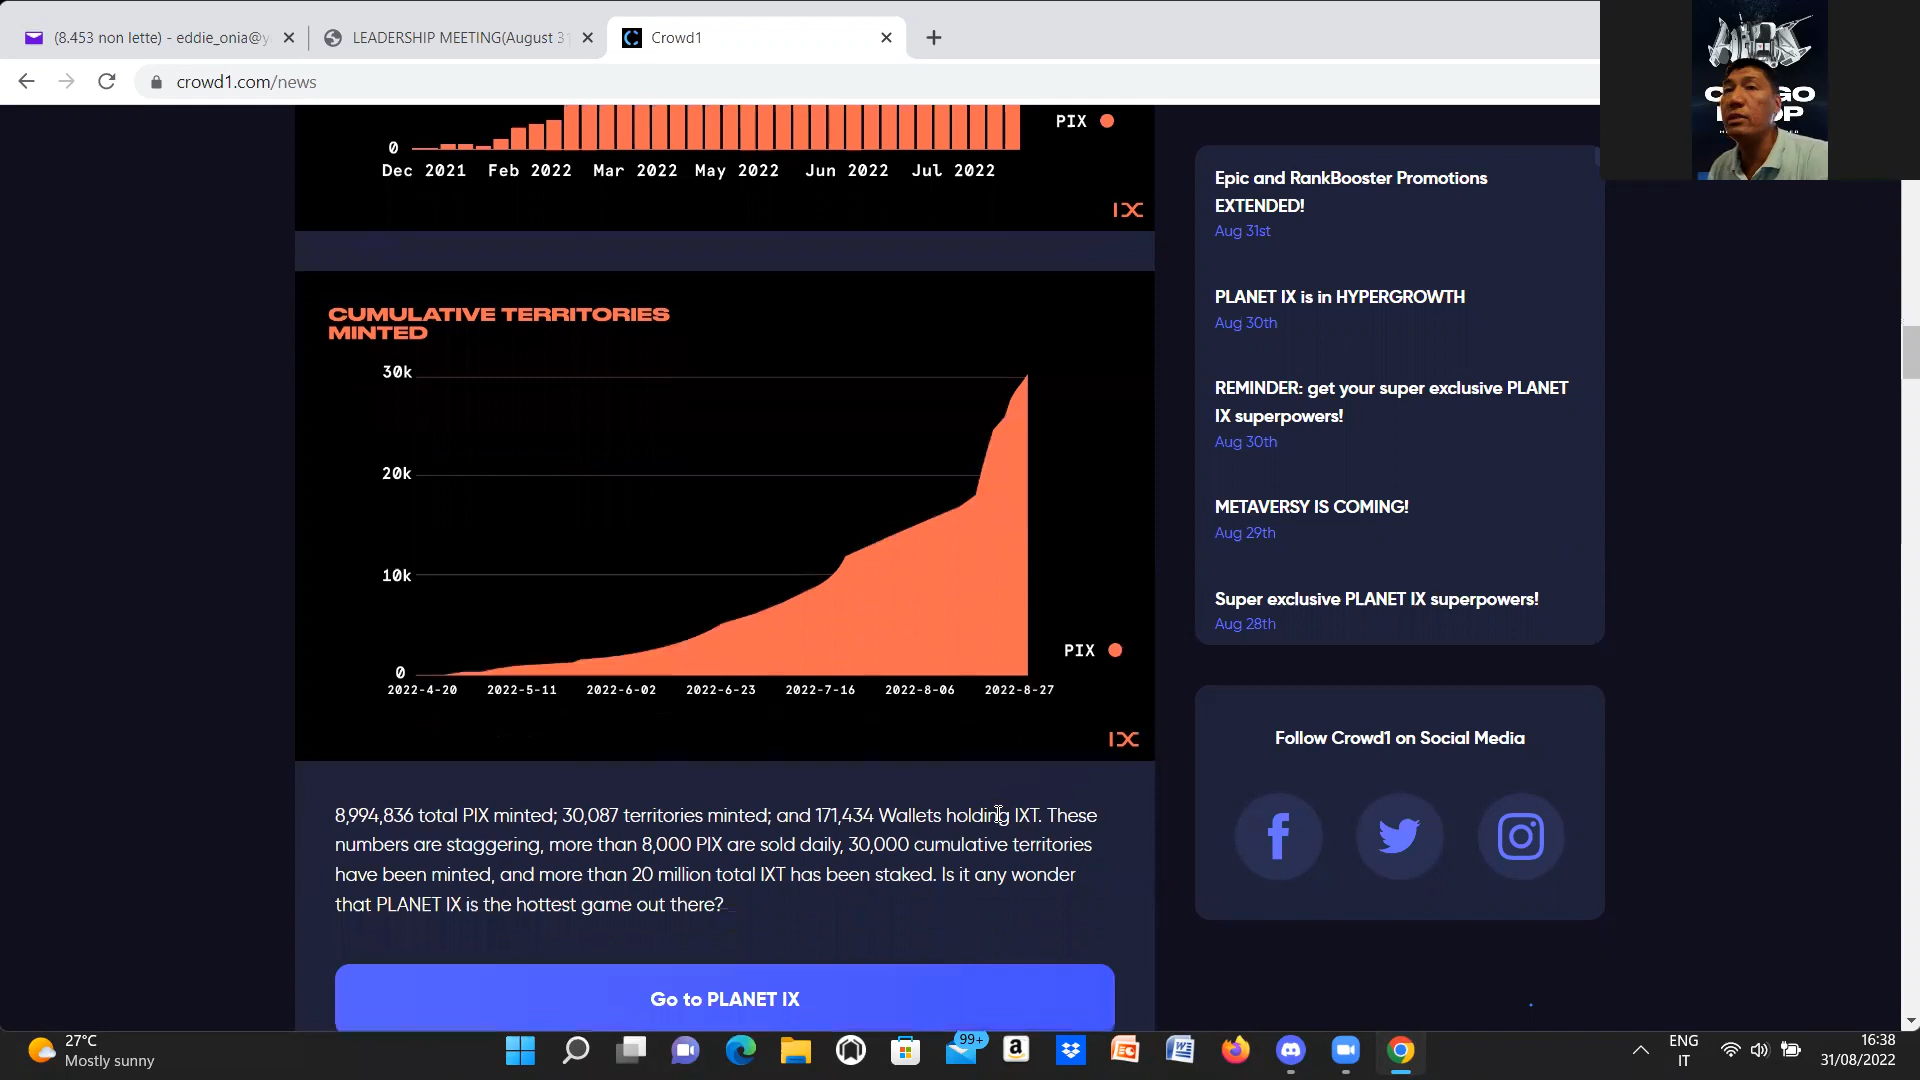 (8.453 non lette) - eddie_onia@y
LEADERSHIP MEETING(August 31
Crowd1
crowd1.com/news
PIX
0
Dec 2021 Feb 2022 Mar 2022 May 2022 Jun 2022 Jul 2022
IX
CUMULATIVE TERRITORIES
MINTED
30k
20k
10k
0
PIX
2022-4-20 2022-5-11 2022-6-02 2022-6-23 2022-7-16 2022-8-06 2022-8-27
IX
8,994,836 total PIX minted; 30,087 territories minted; and 171,434 Wallets holding IXT. These
numbers are staggering, more than 8,000 PIX are sold daily, 30,000 cumulative territories
have been minted, and more than 20 million total IXT has been staked. Is it any wonder
that PLANET IX is the hottest game out there?
Go to PLANET IX
Epic and RankBooster Promotions
EXTENDED!
Aug 31st
PLANET IX is in HYPERGROWTH
Aug 30th
REMINDER: get your super exclusive PLANET
IX superpowers!
Aug 30th
METAVERSY IS COMING!
Aug 29th
Super exclusive PLANET IX superpowers!
Aug 28th
Follow Crowd1 on Social Media
27°C
Mostly sunny
99+
ENG
IT
16:38
31/08/2022